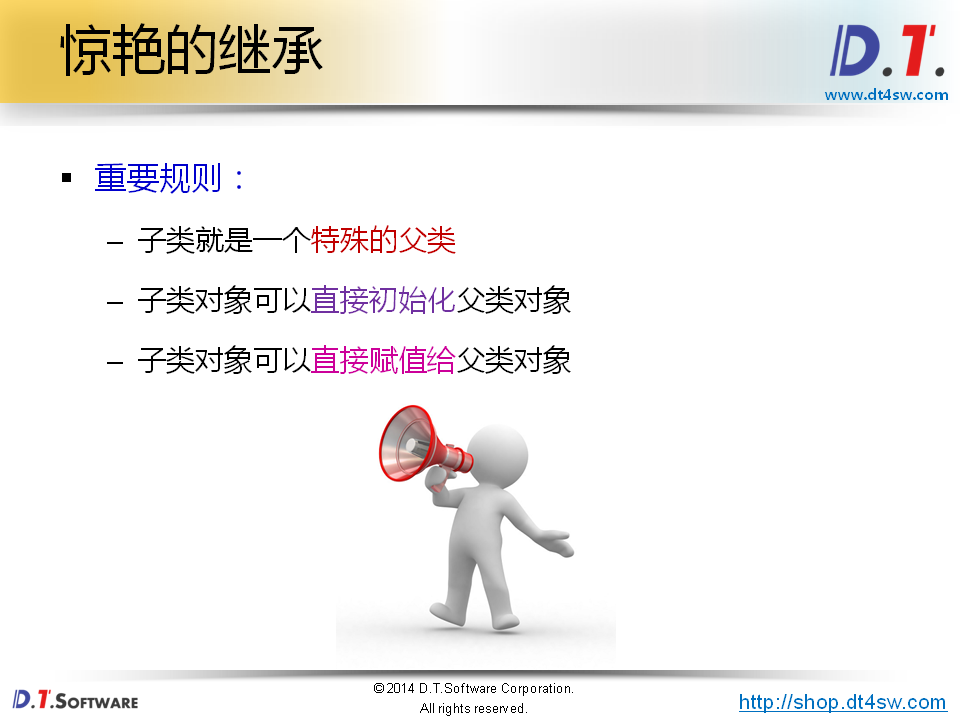 惊艳的继承
D.T.
www.dt4sw.com
▪ 重要规则：
– 子类就是一个特殊的父类
– 子类对象可以直接初始化父类对象
– 子类对象可以直接赋值给父类对象
D.T.SOFTWARE
©2014 D.T.Software Corporation.
All rights reserved.
http://shop.dt4sw.com